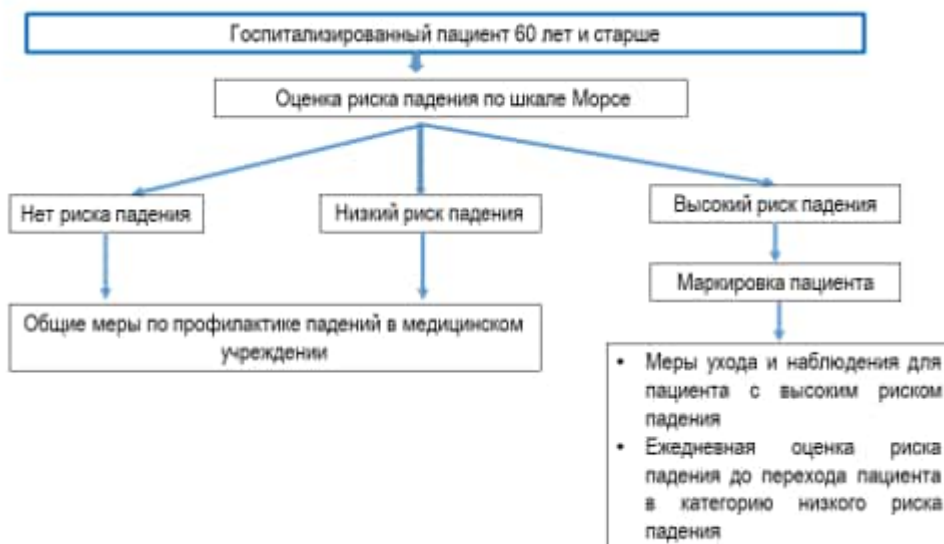 Госпитализированный пациент 60 лет и старше
Оценка риска падения по шкале Морсе
Нет риска падения
Низкий риск падения
Высокий риск падения
Маркировка пациента
Общие меры по профилактике падений в медицинском
учреждении
• Меры ухода и наблюдения для
пациента с высоким риском
падения
• Ежедневная оценка риска
падения до перехода пациента
в категорию низкого риска
падения